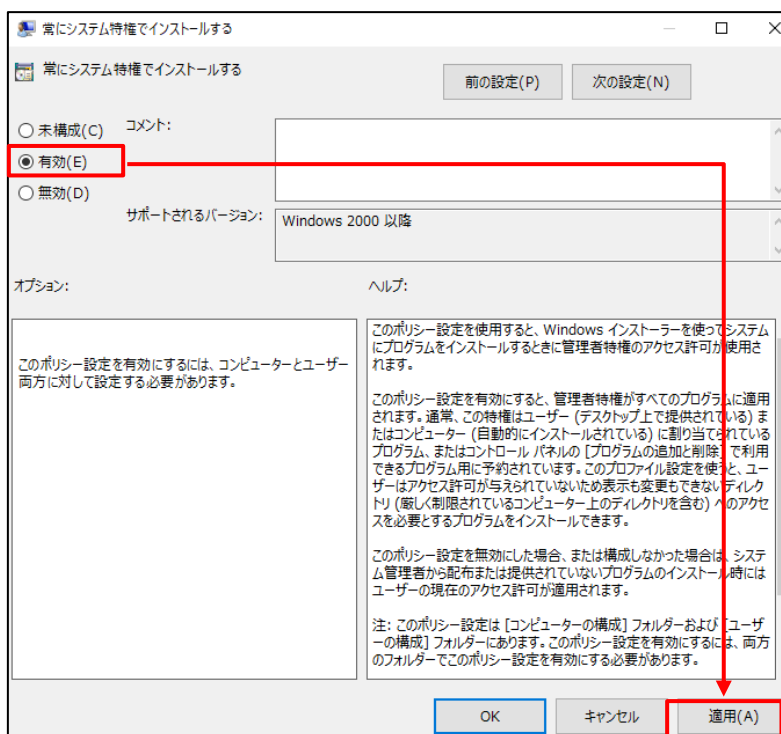 常にシステム特権でインストールする
常にシステム特権でインストールする
前の設定(P)
次の設定(N)
未構成(C)
コメント:
有効(E)
無効(D)
サポートされるバージョン:
Windows 2000 以降
オプション:
ヘルプ:
このポリシー設定を有効にするには、コンピューターとユーザー
両方に対して設定する必要があります。
このポリシー設定を使用すると、Windows インストーラーを使ってシステム
にプログラムをインストールするときに管理者特権のアクセス許可が使用さ
れます。
このポリシー設定を有効にすると、管理者特権がすべてのプログラムに適用
されます。通常、この特権はユーザー (デスクトップ上で提供されている) ま
たはコンピューター (自動的にインストールされている) に割り当てられている
プログラム、またはコントロール パネルの [プログラムの追加と削除] で利用
できるプログラム用に予約されています。このプロファイル設定を使うと、ユー
ザーはアクセス許可が与えられていないため表示も変更もできないディレク
トリ (厳しく制限されているコンピューター上のディレクトリを含む) へのアクセ
スを必要とするプログラムをインストールできます。
このポリシー設定を無効にした場合、または構成しなかった場合は、システ
ム管理者から配布または提供されていないプログラムのインストール時には
ユーザーの現在のアクセス許可が適用されます。
注: このポリシー設定は [コンピューターの構成] フォルダーおよび [ユーザ
ーの構成] フォルダーにあります。このポリシー設定を有効にするには、両方
のフォルダーでこのポリシー設定を有効にする必要があります。
OK
キャンセル
適用(A)